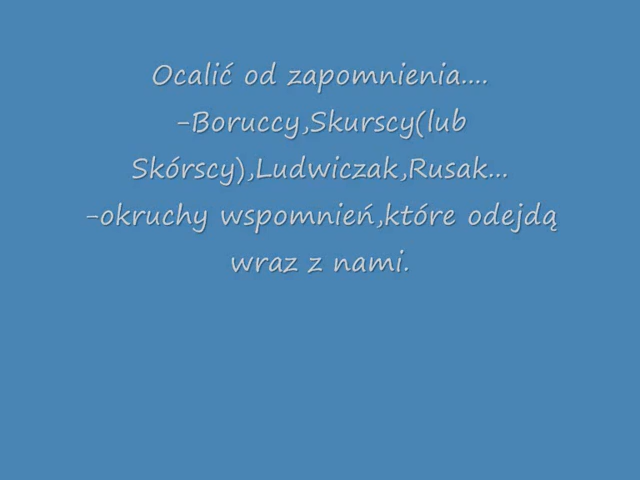 Ocalić od zapomnienia....
-Boruccy,Skurscy(lub
Skórscy),Ludwiczak,Rusak...
-okruchy wspomnień,które odejdą
wraz z nami.